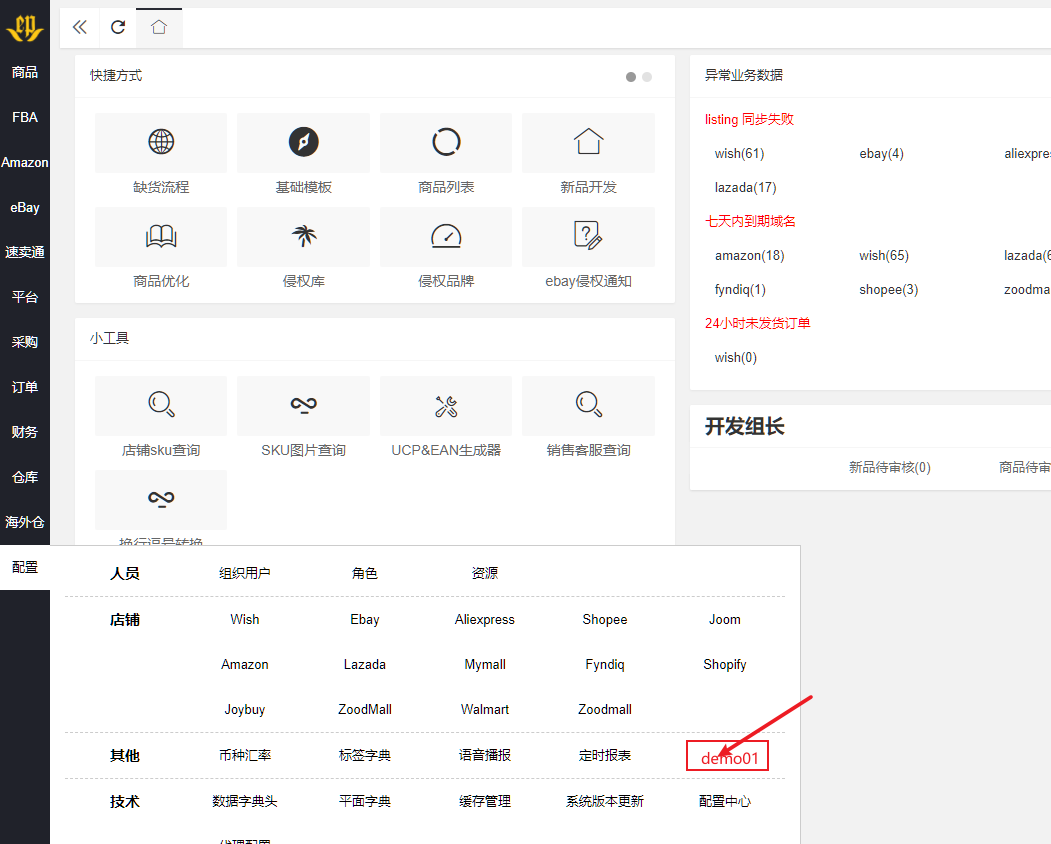 商品
FBA
Amazon
eBay
速卖通
平台
采购
订单
财务
仓库
海外仓
配置
快捷方式
缺货流程 基础模板 商品列表 新品开发
商品优化 侵权库 侵权品牌 ebay侵权通知
小工具
店铺sku查询 SKU图片查询 UCP&EAN生成器 销售客服查询
换行逗号转换
异常业务数据
listing 同步失败
wish(61) ebay(4) aliexpre
lazada(17)
七天内到期域名
amazon(18) wish(65) lazada(6
fyndiq(1) shopee(3) zoodma
24小时未发货订单
wish(0)
开发组长
新品待审核(0) 商品待审
人员 组织用户 角色 资源
店铺 Wish Ebay Aliexpress Shopee Joom
Amazon Lazada Mymall Fyndiq Shopify
Joybuy ZoodMall Walmart Zoodmall
其他 币种汇率 标签字典 语音播报 定时报表 demo01
技术 数据字典头 平面字典 缓存管理 系统版本更新 配置中心